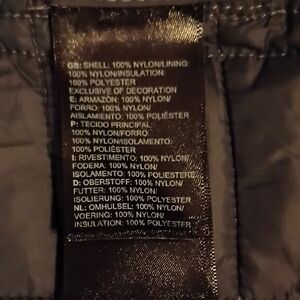 GB: SHELL: 100% NYLON/LINING:
100% NYLON/INSULATION:
100% POLYESTER
EXCLUSIVE OF DECORATION
E: ARMAZÓN: 100% NYLON/
FORRO: 100% NYLON/
AISLAMIENTO: 100% POLIÉSTER
P: TECIDO PRINCIPAL:
100% NYLON/FORRO:
100% NYLON/ISOLAMENTO:
100% POLIÉSTER
I: RIVESTIMENTO: 100% NYLON/
FODERA: 100% NYLON/
ISOLAMENTO: 100% POLIESTERE
D: OBERSTOFF: 100% NYLON/
FUTTER: 100% NYLON/
ISOLIERUNG: 100% POLYESTER
NL: OMHULSEL: 100% NYLON/
VOERING: 100% NYLON/
INSULATION: 100% POLYESTER